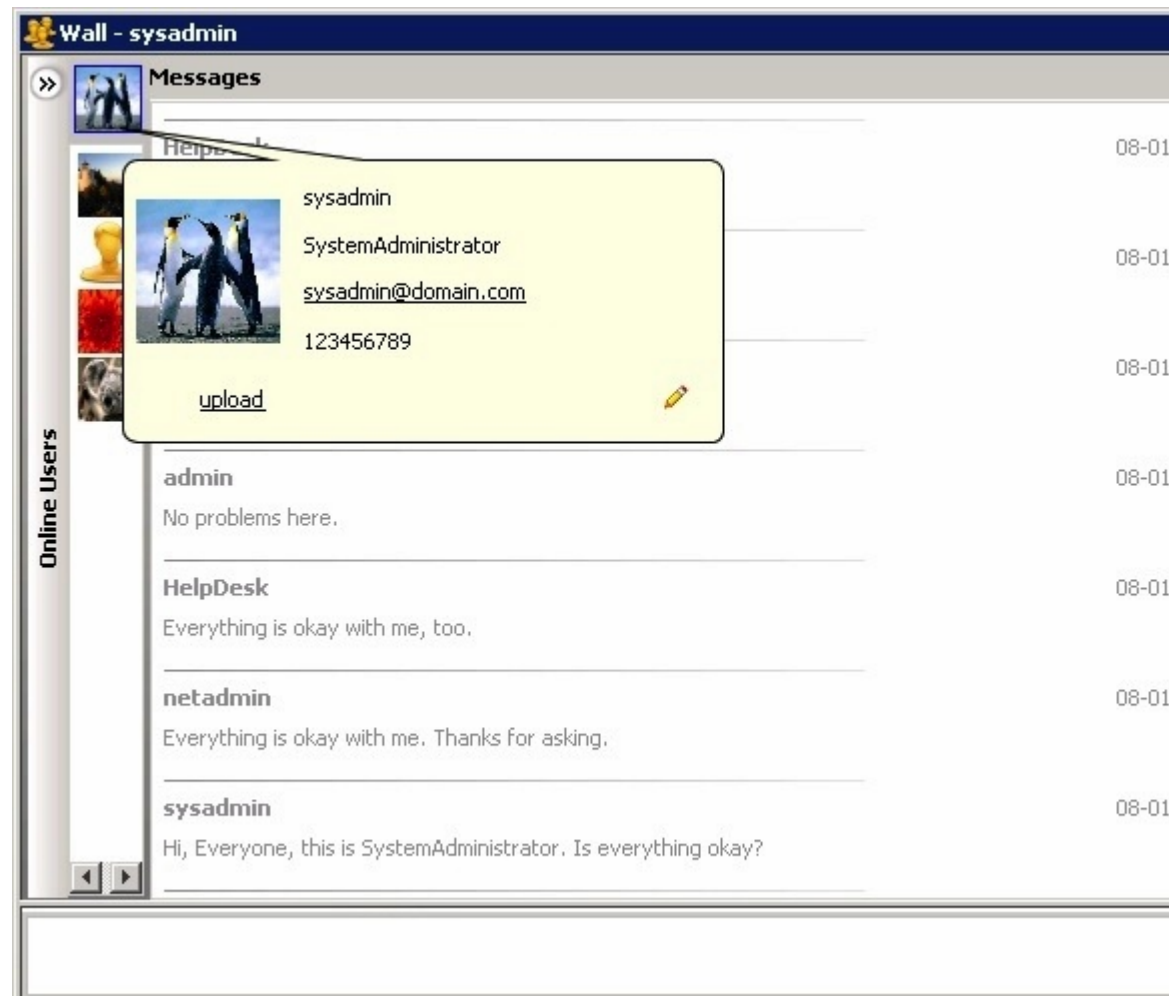 Wall - sysadmin
Messages
08-01
sysadmin
SystemAdministrator
sysadmin@domain.com
123456789
upload
08-01
08-01
Online Users
admin 08-01
No problems here.
HelpDesk 08-01
Everything is okay with me, too.
netadmin 08-01
Everything is okay with me. Thanks for asking.
sysadmin 08-01
Hi, Everyone, this is SystemAdministrator. Is everything okay?